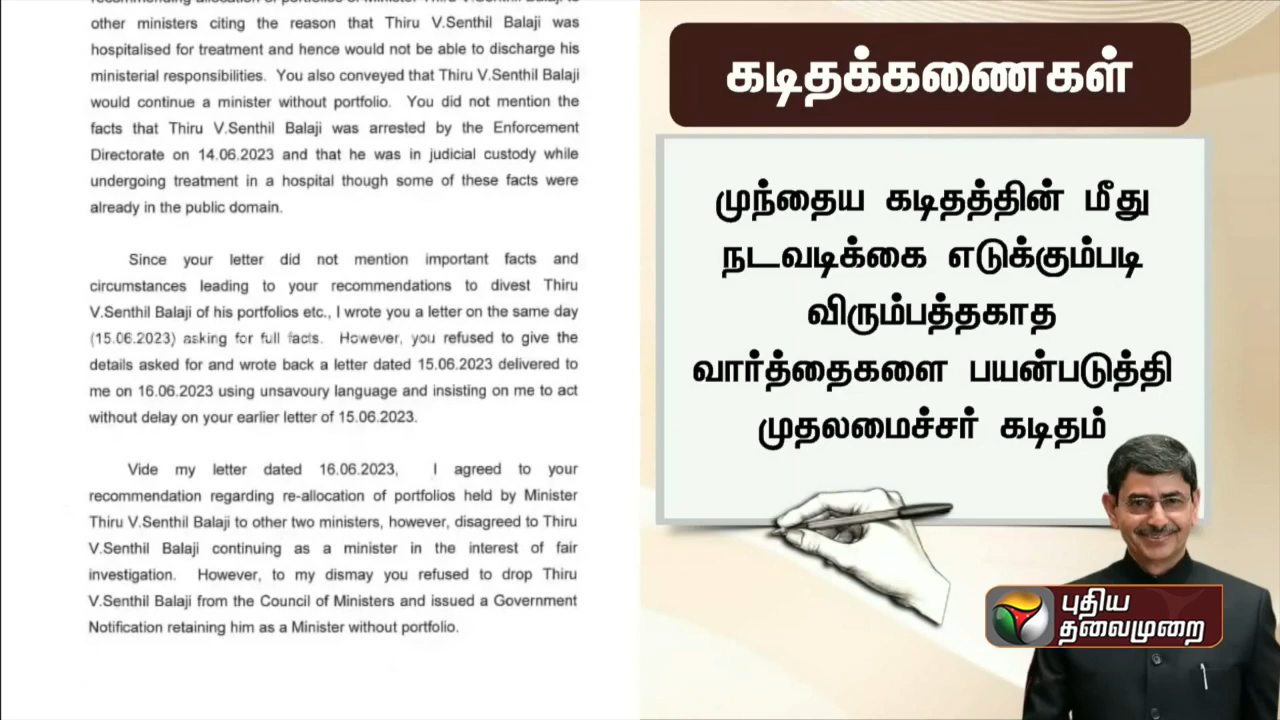 other ministers citing the reason that Thiru V.Senthil Balaji was
hospitalised for treatment and hence would not be able to discharge his
ministerial responsibilities. You also conveyed that Thiru V.Senthil Balaji
would continue a minister without portfolio. You did not mention the
facts that Thiru V.Senthil Balaji was arrested by the Enforcement
Directorate on 14.06.2023 and that he was in judicial custody while
undergoing treatment in a hospital though some of these facts were
already in the public domain.
Since your letter did not mention important facts and
circumstances leading to your recommendations to divest Thiru
V.Senthil Balaji of his portfolios etc., I wrote you a letter on the same day
(15.06.2023) asking for full facts. However, you refused to give the
details asked for and wrote back a letter dated 15.06.2023 delivered to
me on 16.06.2023 using unsavoury language and insisting on me to act
without delay on your earlier letter of 15.06.2023.
Vide my letter dated 16.06.2023, I agreed to your
recommendation regarding re-allocation of portfolios held by Minister
Thiru V.Senthil Balaji to other two ministers, however, disagreed to Thiru
V.Senthil Balaji continuing as a minister in the interest of fair
investigation. However, to my dismay you refused to drop Thiru
V.Senthil Balaji from the Council of Ministers and issued a Government
Notification retaining him as a Minister without portfolio.
கடிதக்கணைகள்
முந்தைய கடிதத்தின் மீது
நடவடிக்கை எடுக்கும்படி
விரும்பத்தகாத
வார்த்தைகளை பயன்படுத்தி
முதலமைச்சர் கடிதம்
புதிய
தலைமுறை